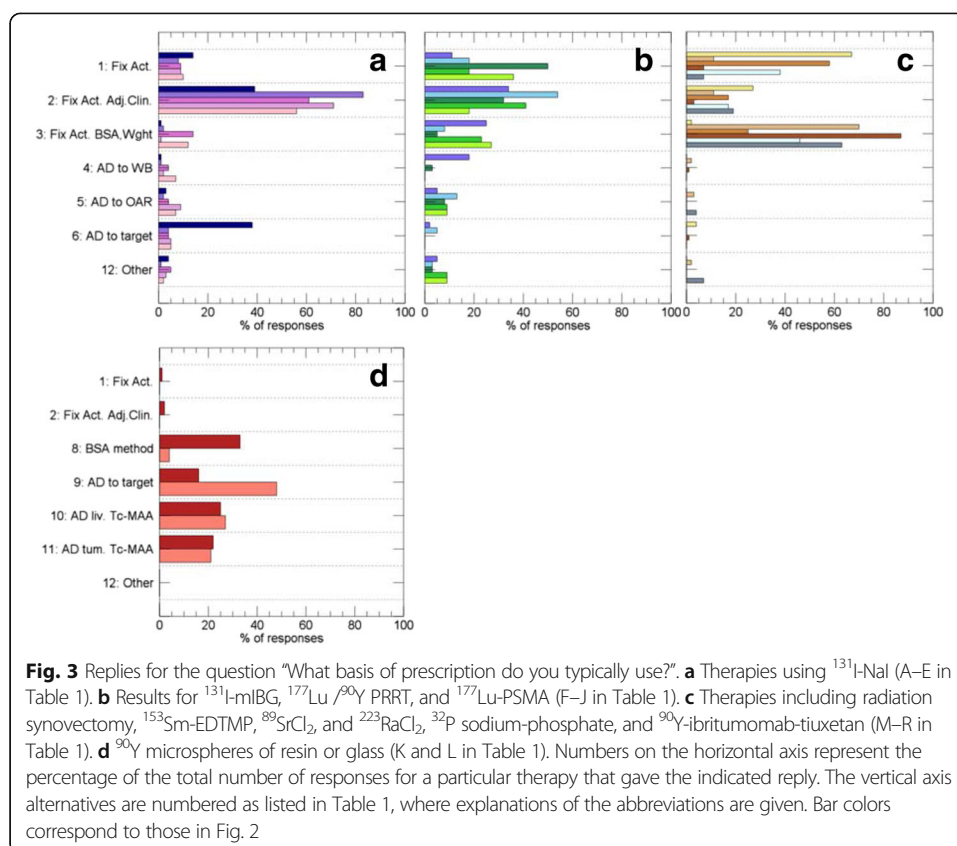 a
1: Fix Act.
2: Fix Act. Adj.Clin.
3: Fix Act. BSA,Wght
4: AD to WB
5: AD to OAR
6: AD to target
12: Other
0 20 40 60 80 100
% of responses
b
0 20 40 60 80 100
% of responses
c
0 20 40 60 80 100
% of responses
d
1: Fix Act.
2: Fix Act. Adj.Clin.
8: BSA method
9: AD to target
10: AD liv. Tc-MAA
11: AD tum. Tc-MAA
12: Other
0 20 40 60 80 100
% of responses
Fig. 3 Replies for the question “What basis of prescription do you typically use?”. a Therapies using ¹³¹I-NaI (A–E in
Table 1). b Results for ¹³¹I-mIBG, ¹⁷⁷Lu /⁹⁰Y PRRT, and ¹⁷⁷Lu-PSMA (F–J in Table 1). c Therapies including radiation
synovectomy, ¹⁵³Sm-EDTMP, ⁸⁹SrCl₂, and ²²³RaCl₂, ³²P sodium-phosphate, and ⁹⁰Y-ibritumomab-tiuxetan (M–R in
Table 1). d ⁹⁰Y microspheres of resin or glass (K and L in Table 1). Numbers on the horizontal axis represent the
percentage of the total number of responses for a particular therapy that gave the indicated reply. The vertical axis
alternatives are numbered as listed in Table 1, where explanations of the abbreviations are given. Bar colors
correspond to those in Fig. 2